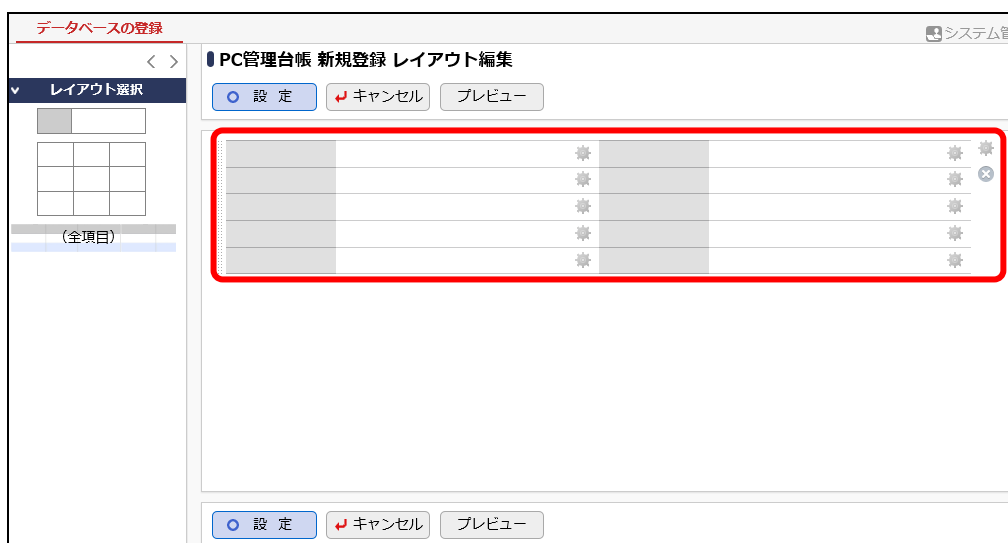 データベースの登録
システム管
PC管理台帳 新規登録 レイアウト編集
レイアウト選択
設 定 キャンセル プレビュー
(全項目)
設 定 キャンセル プレビュー